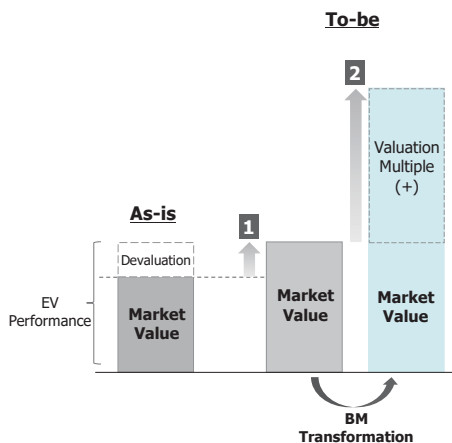 To-be
2
Valuation
Multiple
(+)
As-is
1
Devaluation
EV
Performance
Market
Value
Market
Value
Market
Value
BM
Transformation